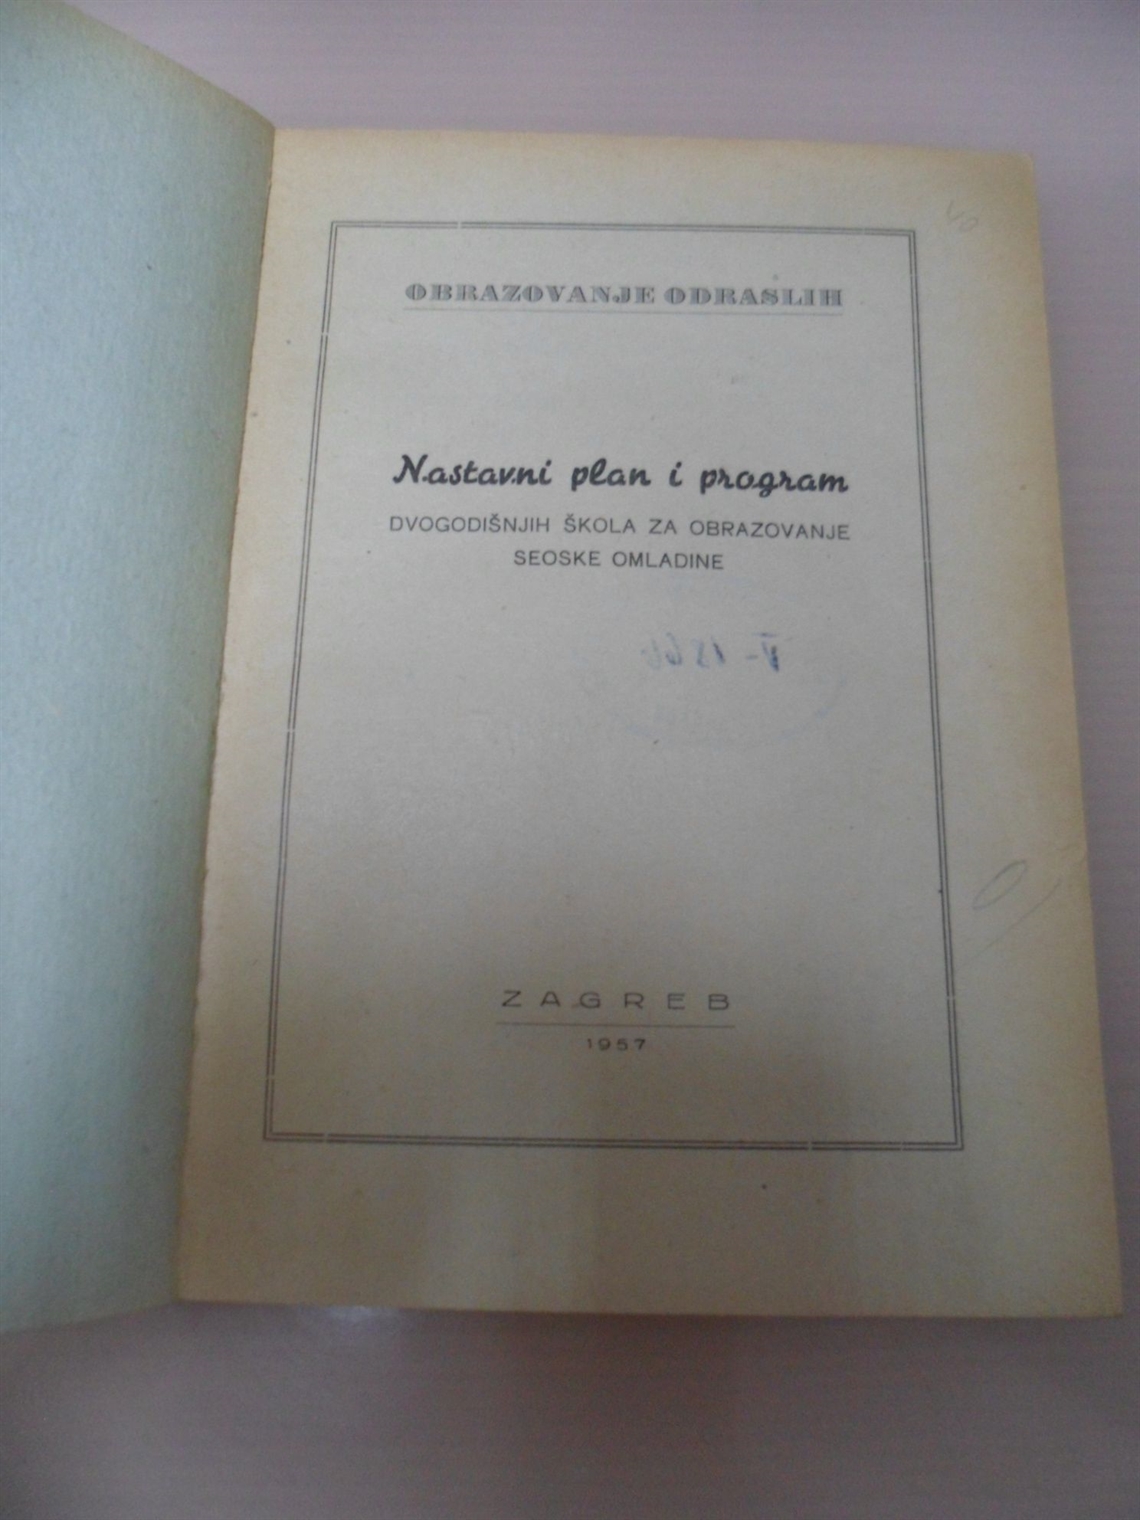 OBRAZOVANJE ODRASLIH
Nastavni plan i program
DVOGODIŠNJIH ŠKOLA ZA OBRAZOVANJE
SEOSKE OMLADINE
ZAGREB
1957